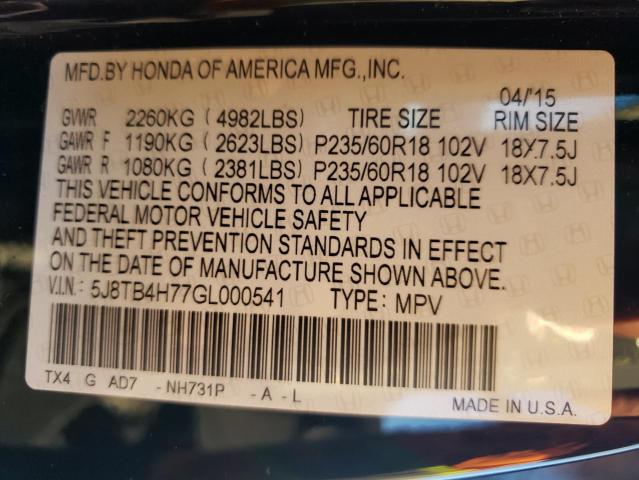 MFD.BY HONDA OF AMERICA MFG.,INC.
04/'15
GVWR 2260KG (4982LBS) TIRE SIZE RIM SIZE
GAWR F 1190KG (2623LBS) P235/60R18 102V 18X7.5J
GAWR R 1080KG (2381LBS) P235/60R18 102V 18X7.5J
THIS VEHICLE CONFORMS TO ALL APPLICABLE
FEDERAL MOTOR VEHICLE SAFETY
AND THEFT PREVENTION STANDARDS IN EFFECT
ON THE DATE OF MANUFACTURE SHOWN ABOVE.
V.I.N.: 5J8TB4H77GL000541 TYPE: MPV
TX4 G AD7 -NH731P -A-L
MADE IN U.S.A.